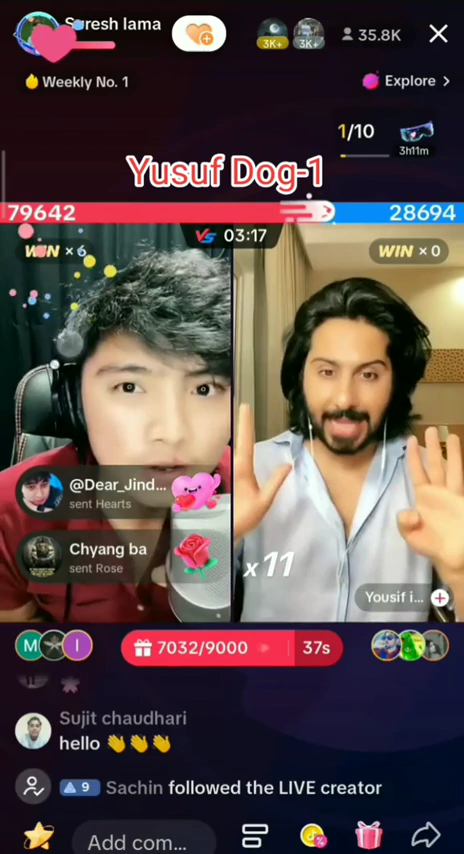 Suresh lama
3K+
3K+
35.8K
Weekly No. 1
Explore >
1/10
3h11m
Yusuf Dog-1
79642
28694
VS 03:17
WIN × 6
WIN × 0
@Dear_Jind...
sent Hearts
Chyang ba
sent Rose
x11
Yousif i...
M
I
7032/9000
37s
Sujit chaudhari
hello 👋👋👋
9 Sachin followed the LIVE creator
Add com...